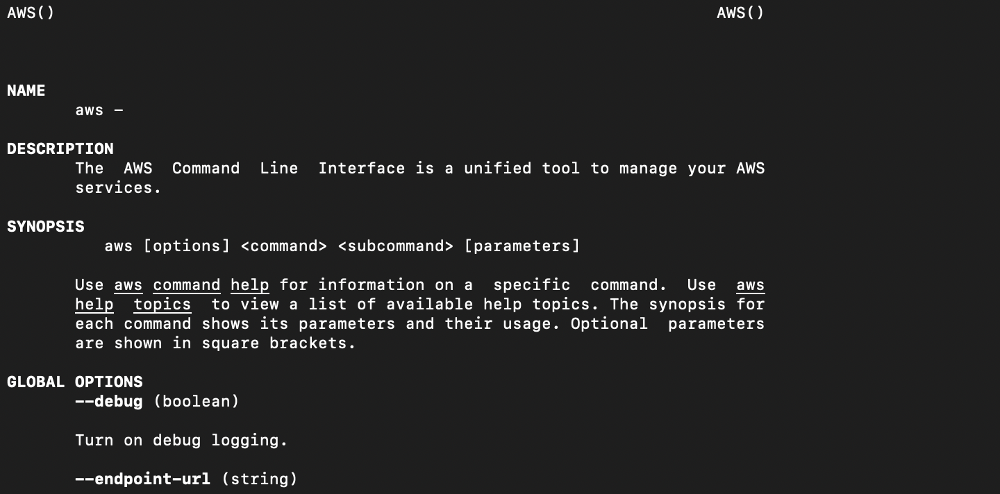 AWS() AWS()
NAME
aws -
DESCRIPTION
The  AWS  Command  Line  Interface is a unified tool to manage your AWS
services.
SYNOPSIS
aws [options] <command> <subcommand> [parameters]
Use aws command help for information on a  specific  command.  Use  aws
help  topics  to view a list of available help topics. The synopsis for
each command shows its parameters and their usage. Optional  parameters
are shown in square brackets.
GLOBAL OPTIONS
--debug (boolean)
Turn on debug logging.
--endpoint-url (string)